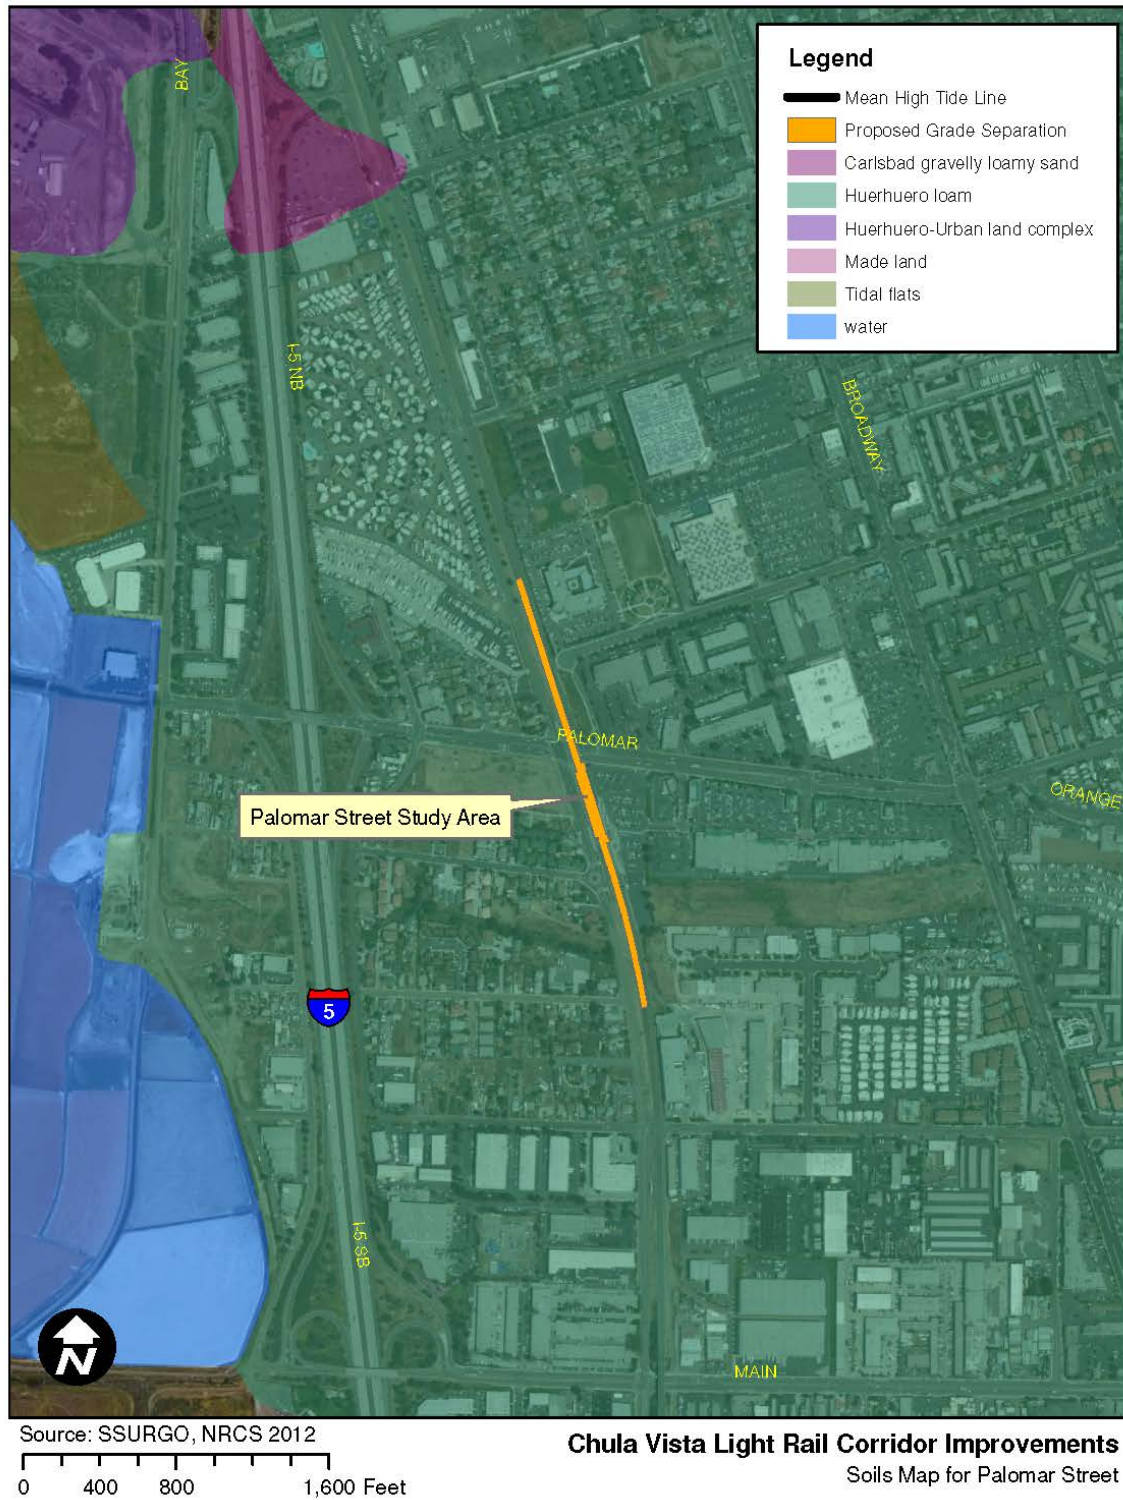 Legend
Mean High Tide Line
Proposed Grade Separation
Carlsbad gravelly loamy sand
Huerhuero loam
Huerhuero-Urban land complex
Made land
Tidal flats
water
BAY
I-5 NB
BROADWAY
PALOMAR
ORANGE
Palomar Street Study Area
5
I-5 SB
N
MAIN
Source: SSURGO, NRCS 2012
0 400 800 1,600 Feet
Chula Vista Light Rail Corridor Improvements
Soils Map for Palomar Street